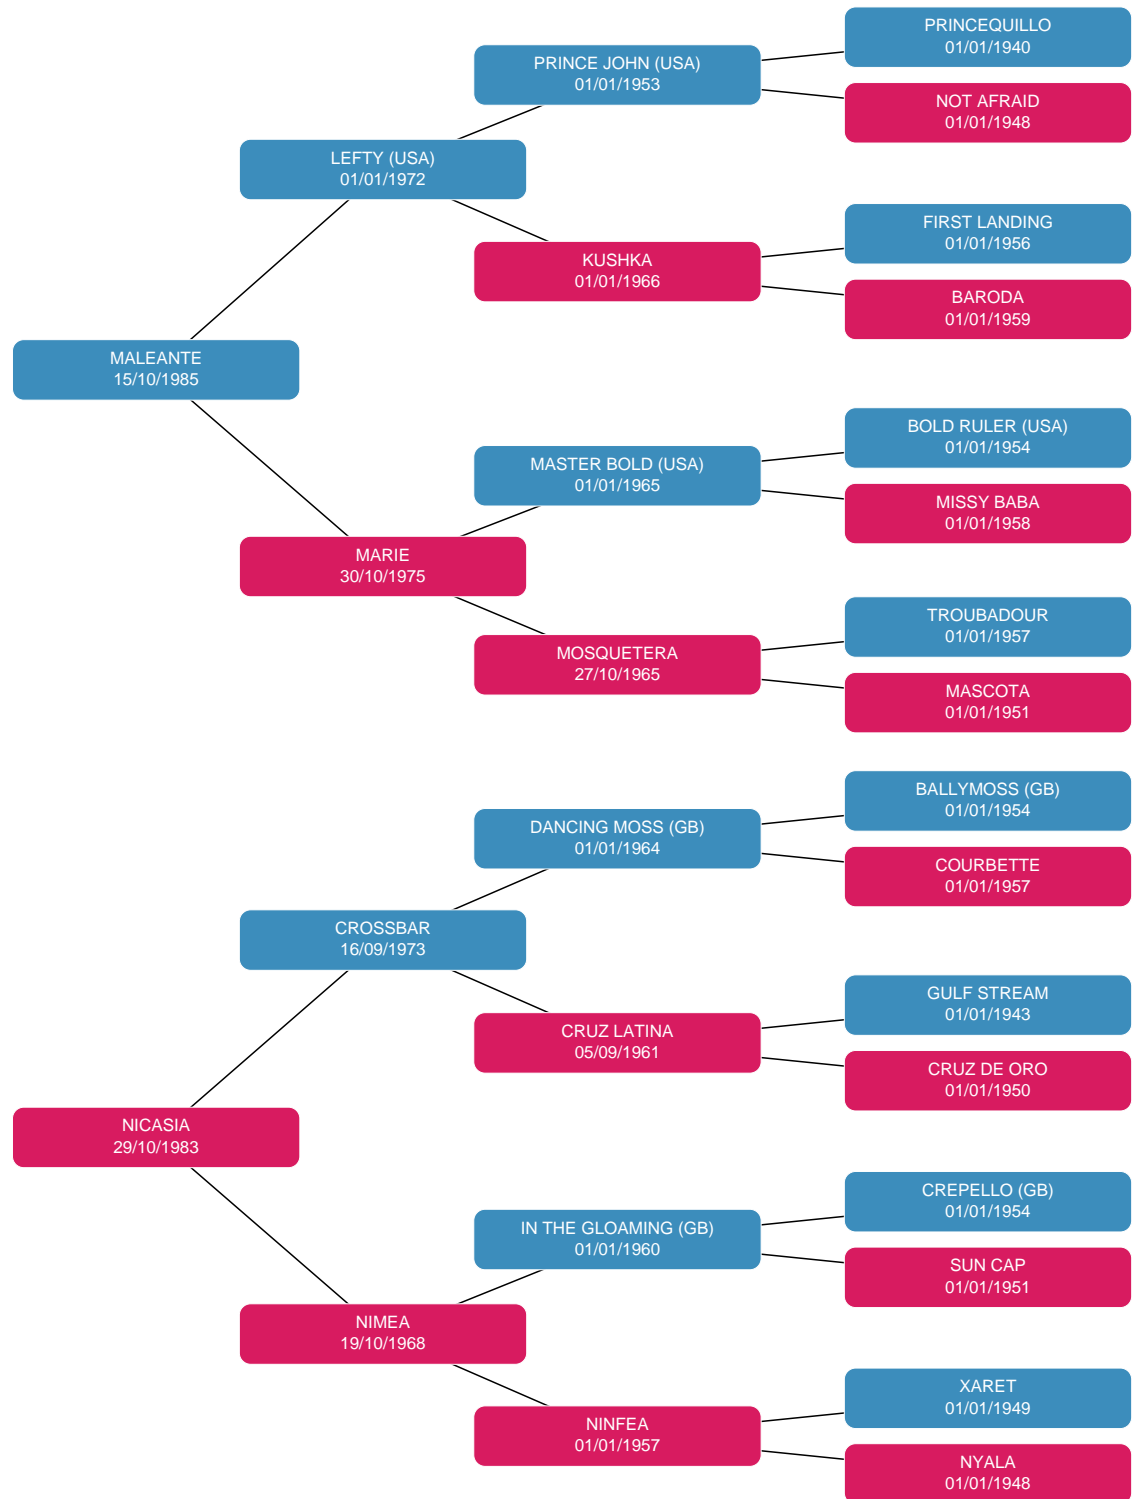 PRINCEQUILLO
01/01/1940
PRINCE JOHN (USA)
01/01/1953
NOT AFRAID
01/01/1948
LEFTY (USA)
01/01/1972
FIRST LANDING
01/01/1956
KUSHKA
01/01/1966
BARODA
01/01/1959
MALEANTE
15/10/1985
BOLD RULER (USA)
01/01/1954
MASTER BOLD (USA)
01/01/1965
MISSY BABA
01/01/1958
MARIE
30/10/1975
TROUBADOUR
01/01/1957
MOSQUETERA
27/10/1965
MASCOTA
01/01/1951
BALLYMOSS (GB)
01/01/1954
DANCING MOSS (GB)
01/01/1964
COURBETTE
01/01/1957
CROSSBAR
16/09/1973
GULF STREAM
01/01/1943
CRUZ LATINA
05/09/1961
CRUZ DE ORO
01/01/1950
NICASIA
29/10/1983
CREPELLO (GB)
01/01/1954
IN THE GLOAMING (GB)
01/01/1960
SUN CAP
01/01/1951
NIMEA
19/10/1968
XARET
01/01/1949
NINFEA
01/01/1957
NYALA
01/01/1948